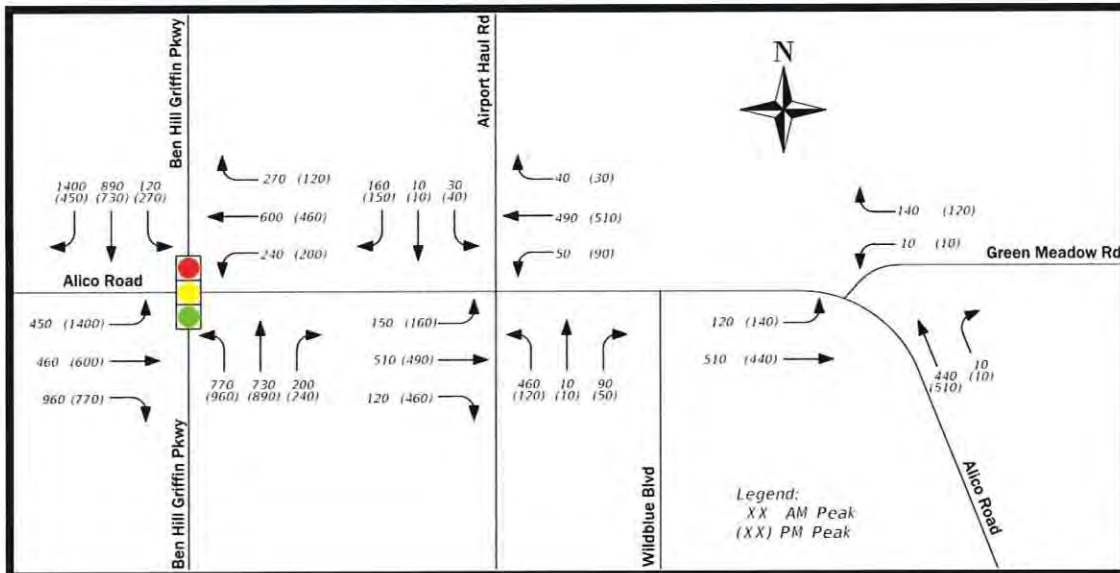 Ben Hill Griffin Pkwy
Airport Haul Rd
N
1400 890 120
(450) (730) (270)
270 (120)
600 (460)
240 (200)
160 10 30
(150) (10) (40)
40 (30)
490 (510)
50 (90)
140 (120)
10 (10)
Green Meadow Rd
Alico Road
450 (1400)
460 (600)
960 (770)
770 730 200
(960) (890) (240)
150 (160)
510 (490)
120 (460)
460 10 90
(120) (10) (50)
120 (140)
510 (440)
440
(510)
10
(10)
Ben Hill Griffin Pkwy
Wildblue Blvd
Alico Road
Legend:
XX AM Peak
(XX) PM Peak